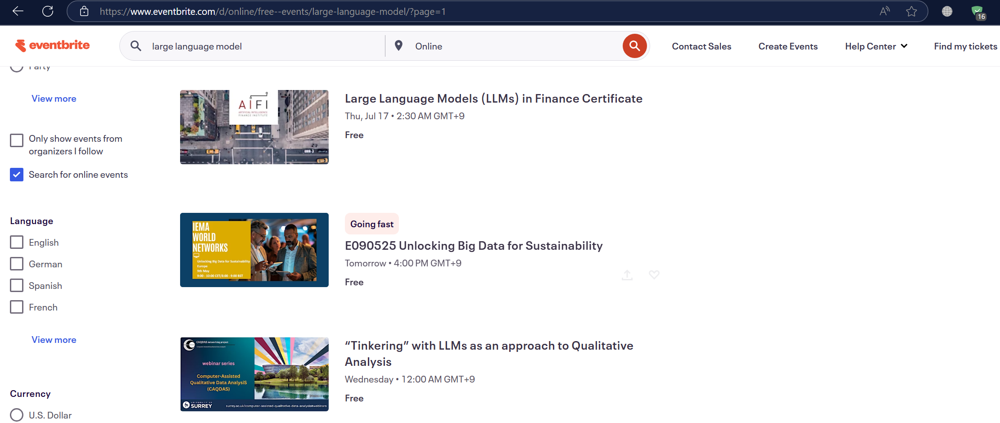 https://www.eventbrite.com/d/online/free--events/large-language-model/?page=1
16
eventbrite
large language model
Online
Contact Sales
Create Events
Help Center
Find my tickets
Party
View more
Only show events from
organizers I follow
Search for online events
Language
English
German
Spanish
French
View more
Currency
U.S. Dollar
AIFI
ARTIFICIAL INTELLIGENCE
FINANCE INSTITUTE
Large Language Models (LLMs) in Finance Certificate
Thu, Jul 17 • 2:30 AM GMT+9
Free
IEMA
WORLD
NETWORKS
Unlocking Big Data for Sustainability
Europe
9th May
9:00 - 10:00 CET/8:00 - 9:00 BST
Going fast
E090525 Unlocking Big Data for Sustainability
Tomorrow • 4:00 PM GMT+9
Free
CAQDAS networking project
Computer Assisted Qualitative Data Analysis
webinar series
Computer-Assisted
Qualitative Data AnalysiS
(CAQDAS)
UNIVERSITY OF
SURREY
surrey.ac.uk/computer-assisted-qualitative-data-analysis#webinars
“Tinkering” with LLMs as an approach to Qualitative
Analysis
Wednesday • 12:00 AM GMT+9
Free